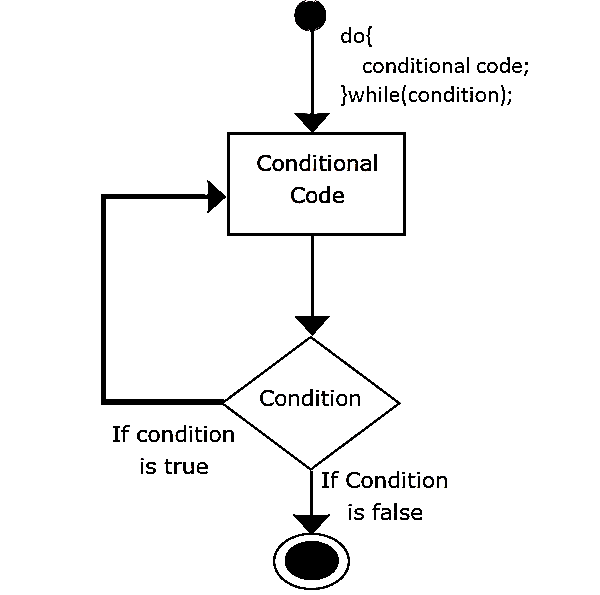 do{
conditional code;
}while(condition);
Conditional
Code
Condition
If condition
is true
If Condition
is false